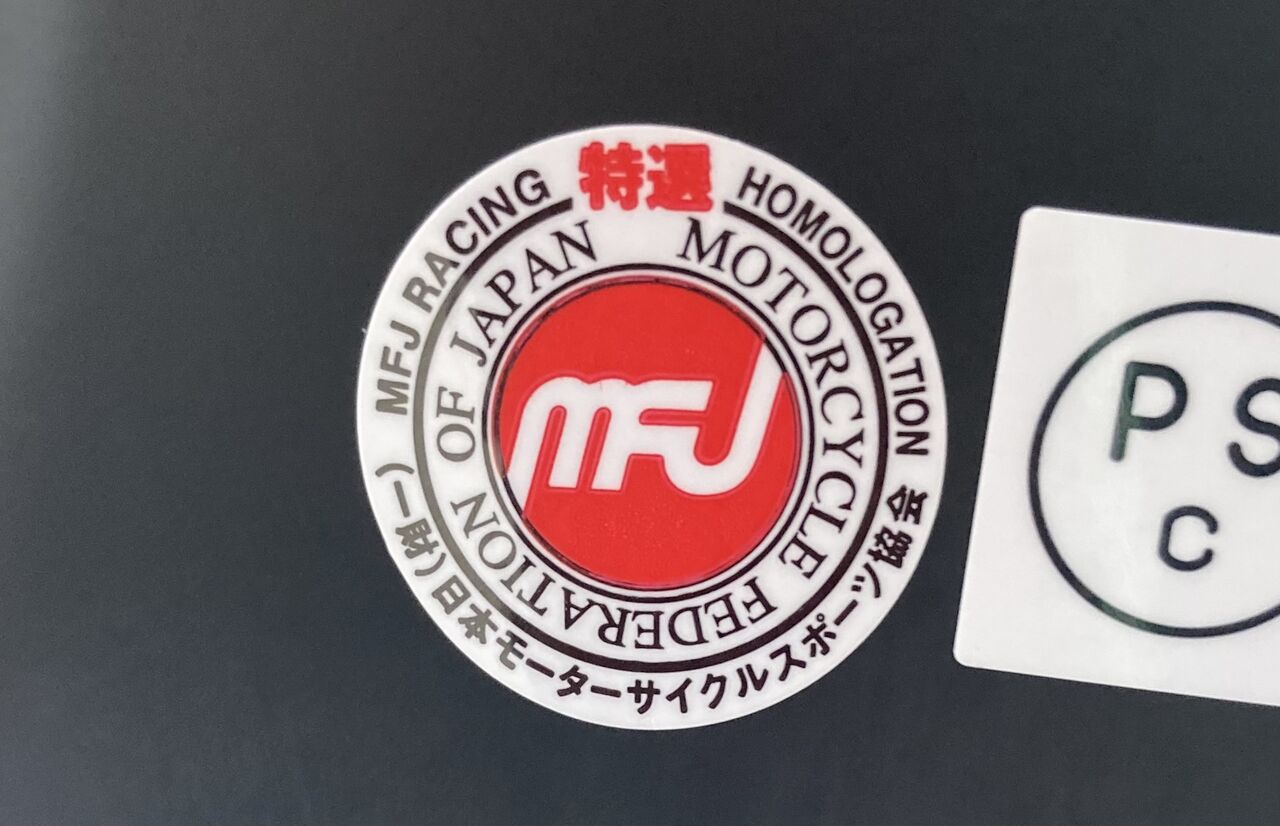 MFJ RACING 特選 HOMOLOGATION
MOTORCYCLE FEDERATION OF JAPAN
MFJ
(一財)日本モーターサイクルスポーツ協会
PS
C